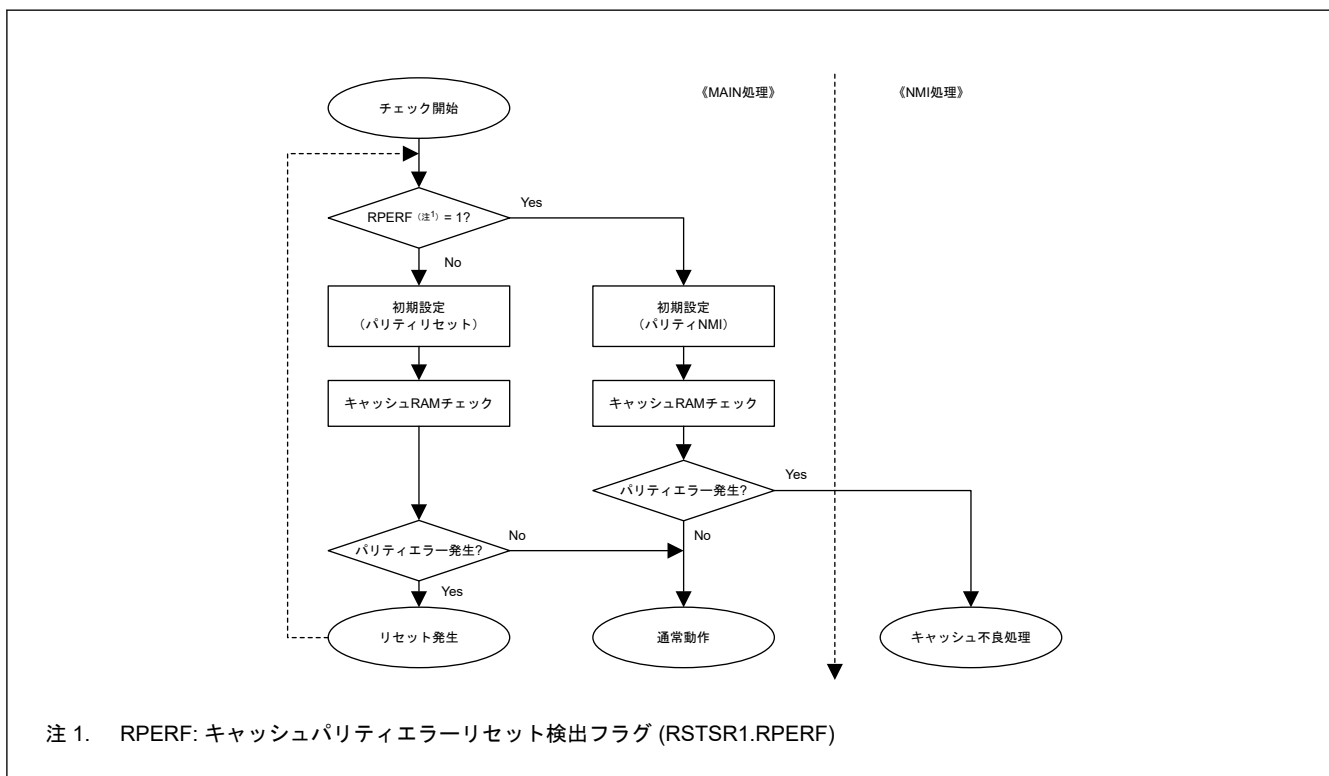 《MAIN処理》
《NMI処理》
チェック開始
RPERF（注1）= 1?
Yes
No
初期設定
（パリティリセット）
初期設定
（パリティNMI）
キャッシュRAMチェック
キャッシュRAMチェック
パリティエラー発生?
Yes
No
パリティエラー発生?
No
Yes
リセット発生
通常動作
キャッシュ不良処理
注 1. RPERF: キャッシュパリティエラーリセット検出フラグ (RSTSR1.RPERF)